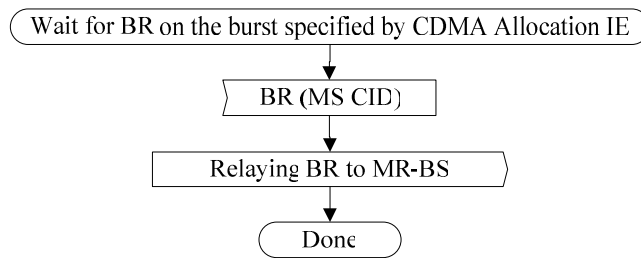 Wait for BR on the burst specified by CDMA Allocation IE
BR (MS CID)
Relaying BR to MR-BS
Done